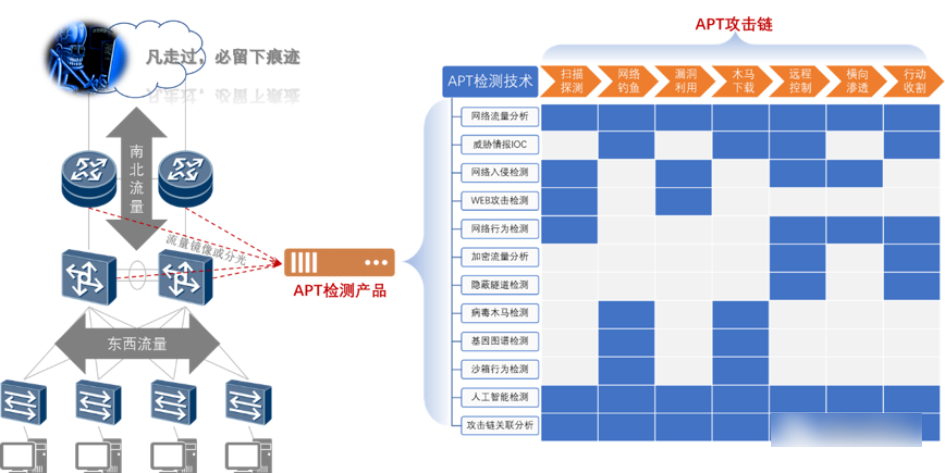 凡走过，必留下痕迹
南北流量
流量镜像或分光
APT检测产品
东西流量
APT攻击链
APT检测技术
扫描探测
网络钓鱼
漏洞利用
木马下载
远程控制
横向渗透
行动收割
网络流量分析
威胁情报IOC
网络入侵检测
WEB攻击检测
网络行为检测
加密流量分析
隐蔽隧道检测
病毒木马检测
基因图谱检测
沙箱行为检测
人工智能检测
攻击链关联分析